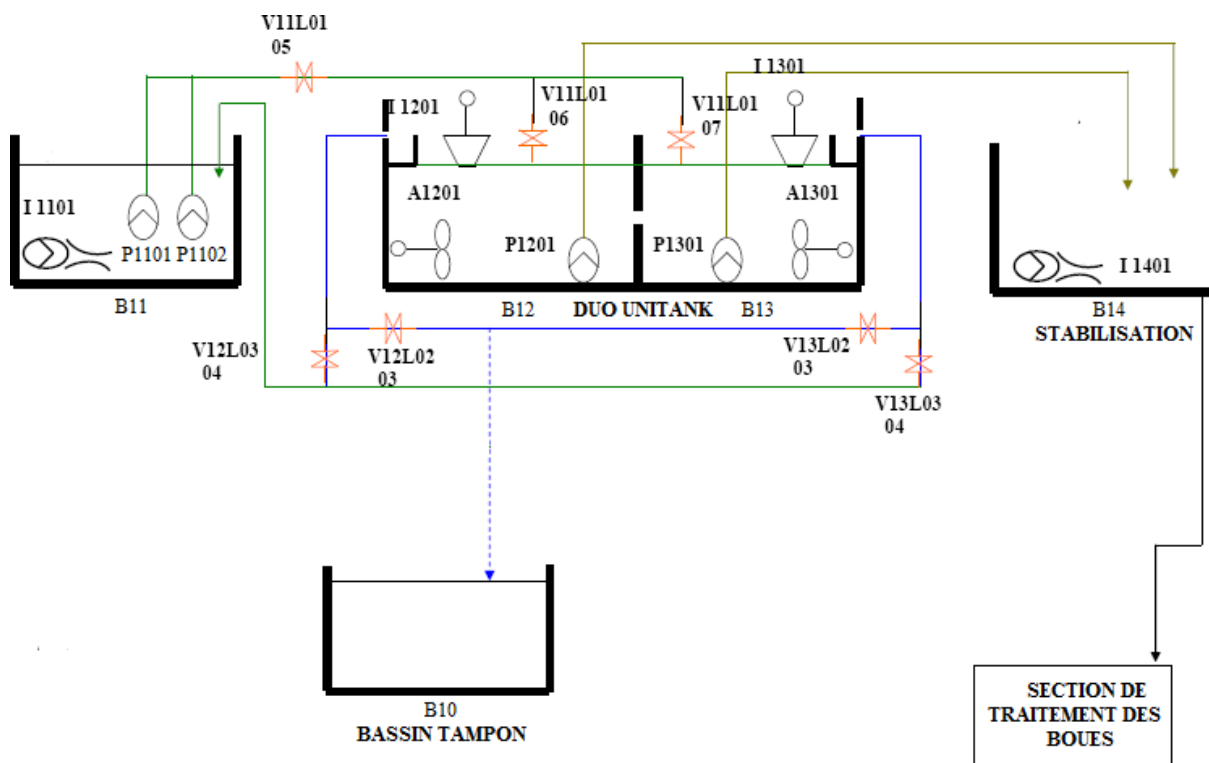 V11L01
05
I 1301
I 1201
V11L01
06
V11L01
07
I 1101
P1101
P1102
A1201
A1301
P1201
P1301
I 1401
B11
B12
DUO UNITANK
B13
B14
STABILISATION
V12L03
04
V12L02
03
V13L02
03
V13L03
04
B10
BASSIN TAMPON
SECTION DE
TRAITEMENT DES
BOUES